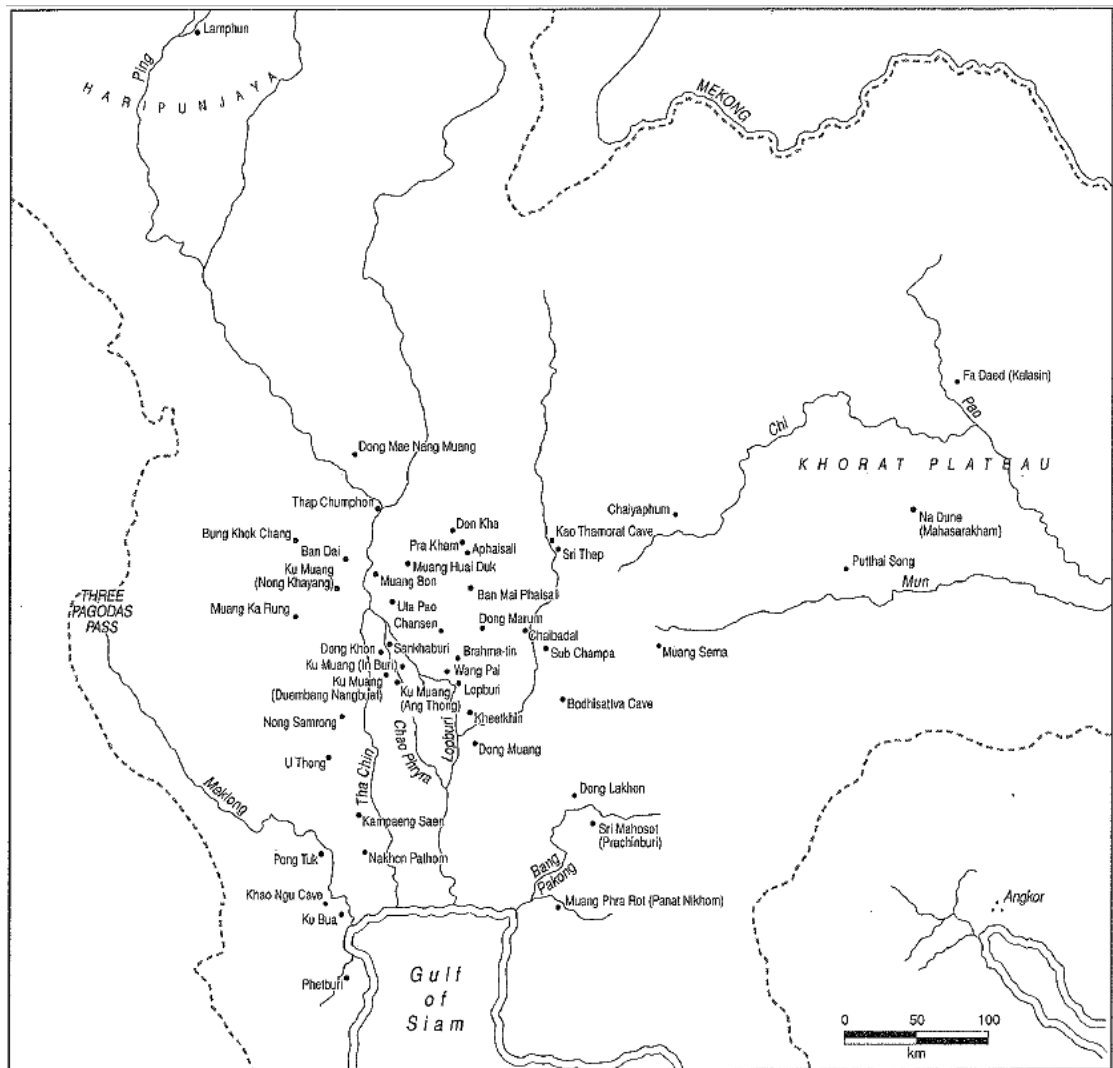 Lamphun
Ping
HARIPUNJAYA
MEKONG
Fa Daed (Kalasin)
Pao
Chi
KHORAT PLATEAU
Dong Mae Nang Muang
Thap Chumphon
Chaiyaphum
Na Dune
(Mahasarakham)
Bung Khok Chang
Don Kha
Kao Thamorat Cave
Pra Kham
Aphaisali
Sri Thep
Ban Dai
Ku Muang
(Nong Khayang)
Muang Huai Duk
Putthai Song
Muang Bon
Mun
THREE
PAGODAS
PASS
Ban Mai Phaisali
Muang Ka Rung
Uta Pao
Chansen
Dong Marum
Chaibadal
Sankhaburi
Dong Khon
Brahma-tin
Sub Champa
Muang Sema
Ku Muang (In Buri)
Wang Pai
Ku Muang
(Duembang Nangbuat)
Ku Muang
(Ang Thong)
Lopburi
Bodhisativa Cave
Nong Samrong
Kheetkhin
Chao Phryra
Lopburi
Dong Muang
U Thong
Tha Chin
Meklong
Dong Lakhon
Kampaeng Saen
Sri Mahosot
(Prachinburi)
Pong Tuk
Nakhon Pathom
Bang
Pakong
Khao Ngu Cave
Muang Phra Rot (Panat Nikhom)
Angkor
Ku Bua
Phetburi
Gulf
of
Siam
0 50 100
km